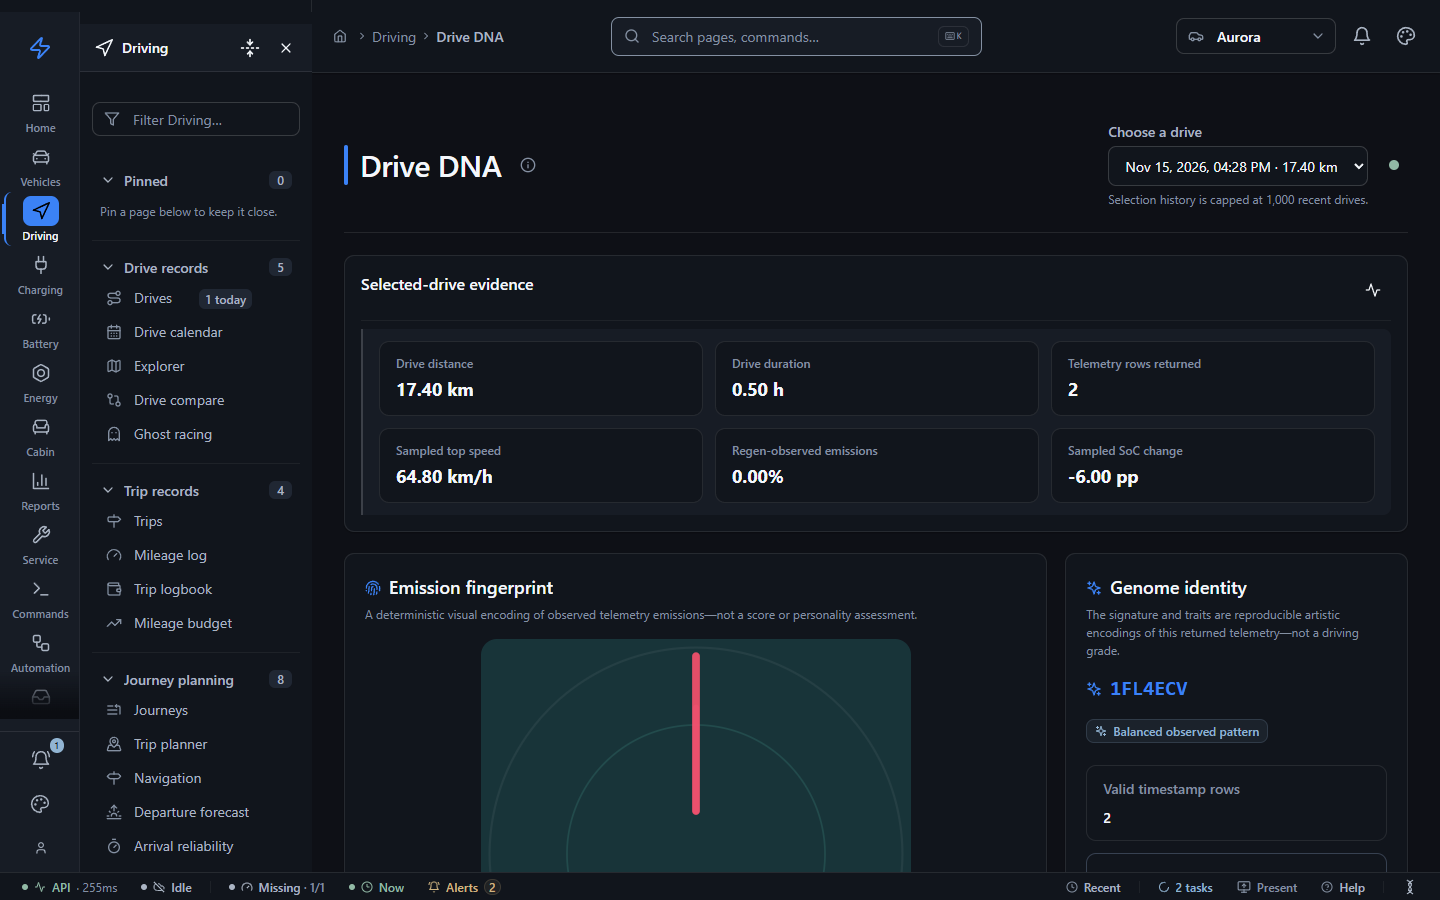 Driving
Driving
Drive DNA
Search pages, commands...
K
Aurora
Home
Vehicles
Driving
Charging
Battery
Energy
Cabin
Reports
Service
Commands
Automation
1
Filter Driving...
Pinned
0
Pin a page below to keep it close.
Drive records
5
Drives
1 today
Drive calendar
Explorer
Drive compare
Ghost racing
Trip records
4
Trips
Mileage log
Trip logbook
Mileage budget
Journey planning
8
Journeys
Trip planner
Navigation
Departure forecast
Arrival reliability
Drive DNA
Choose a drive
Nov 15, 2026, 04:28 PM · 17.40 km
Selection history is capped at 1,000 recent drives.
Selected-drive evidence
Drive distance
17.40 km
Drive duration
0.50 h
Telemetry rows returned
2
Sampled top speed
64.80 km/h
Regen-observed emissions
0.00%
Sampled SoC change
-6.00 pp
Emission fingerprint
A deterministic visual encoding of observed telemetry emissions—not a score or personality assessment.
Genome identity
The signature and traits are reproducible artistic
encodings of this returned telemetry—not a driving
grade.
1FL4ECV
Balanced observed pattern
Valid timestamp rows
2
API · 255ms
Idle
Missing · 1/1
Now
Alerts 2
Recent
2 tasks
Present
Help